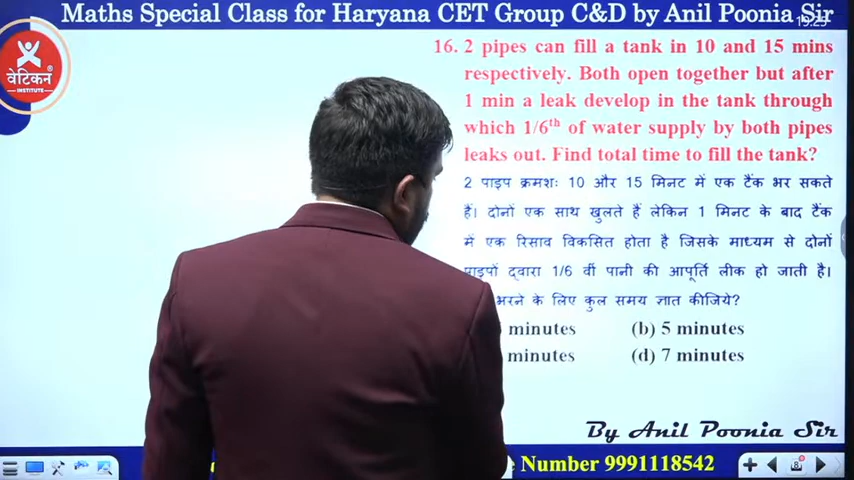 Maths Special Class for Haryana CET Group C&D by Anil Poonia Sir
19:25
वेटिकन
INSTITUTE
16. 2 pipes can fill a tank in 10 and 15 mins
respectively. Both open together but after
1 min a leak develop in the tank through
which 1/6th of water supply by both pipes
leaks out. Find total time to fill the tank?
2 पाइप क्रमशः 10 और 15 मिनट में एक टैंक भर सकते
हैं। दोनों एक साथ खुलते हैं लेकिन 1 मिनट के बाद टैंक
में एक रिसाव विकसित होता है जिसके माध्यम से दोनों
पाइपों द्वारा 1/6 वीं पानी की आपूर्ति लीक हो जाती है।
भरने के लिए कुल समय ज्ञात कीजिये?
minutes (b) 5 minutes
minutes (d) 7 minutes
By Anil Poonia Sir
Number 9991118542